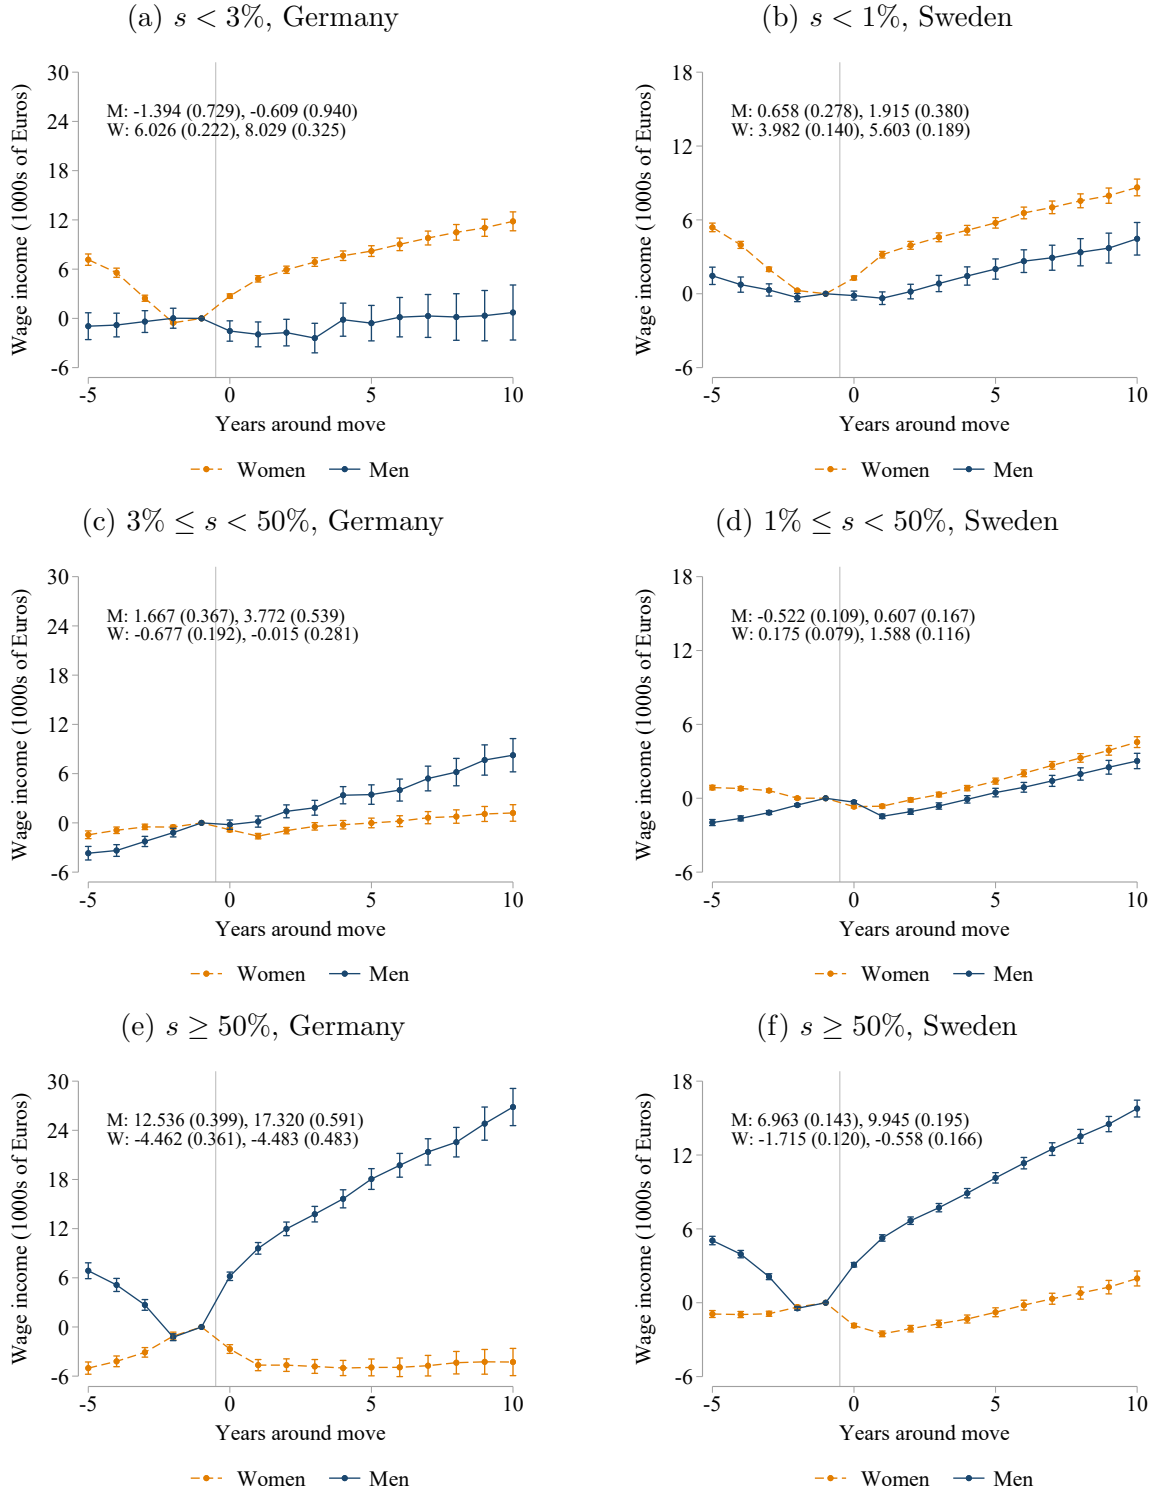 (a) s < 3%, Germany
Wage income (1000s of Euros)
30
24
18
12
6
0
-6
M: -1.394 (0.729), -0.609 (0.940)
W: 6.026 (0.222), 8.029 (0.325)
-5 0 5 10
Years around move
Women Men
(b) s < 1%, Sweden
Wage income (1000s of Euros)
18
12
6
0
-6
M: 0.658 (0.278), 1.915 (0.380)
W: 3.982 (0.140), 5.603 (0.189)
-5 0 5 10
Years around move
Women Men
(c) 3% ≤ s < 50%, Germany
Wage income (1000s of Euros)
30
24
18
12
6
0
-6
M: 1.667 (0.367), 3.772 (0.539)
W: -0.677 (0.192), -0.015 (0.281)
-5 0 5 10
Years around move
Women Men
(d) 1% ≤ s < 50%, Sweden
Wage income (1000s of Euros)
18
12
6
0
-6
M: -0.522 (0.109), 0.607 (0.167)
W: 0.175 (0.079), 1.588 (0.116)
-5 0 5 10
Years around move
Women Men
(e) s ≥ 50%, Germany
Wage income (1000s of Euros)
30
24
18
12
6
0
-6
M: 12.536 (0.399), 17.320 (0.591)
W: -4.462 (0.361), -4.483 (0.483)
-5 0 5 10
Years around move
Women Men
(f) s ≥ 50%, Sweden
Wage income (1000s of Euros)
18
12
6
0
-6
M: 6.963 (0.143), 9.945 (0.195)
W: -1.715 (0.120), -0.558 (0.166)
-5 0 5 10
Years around move
Women Men